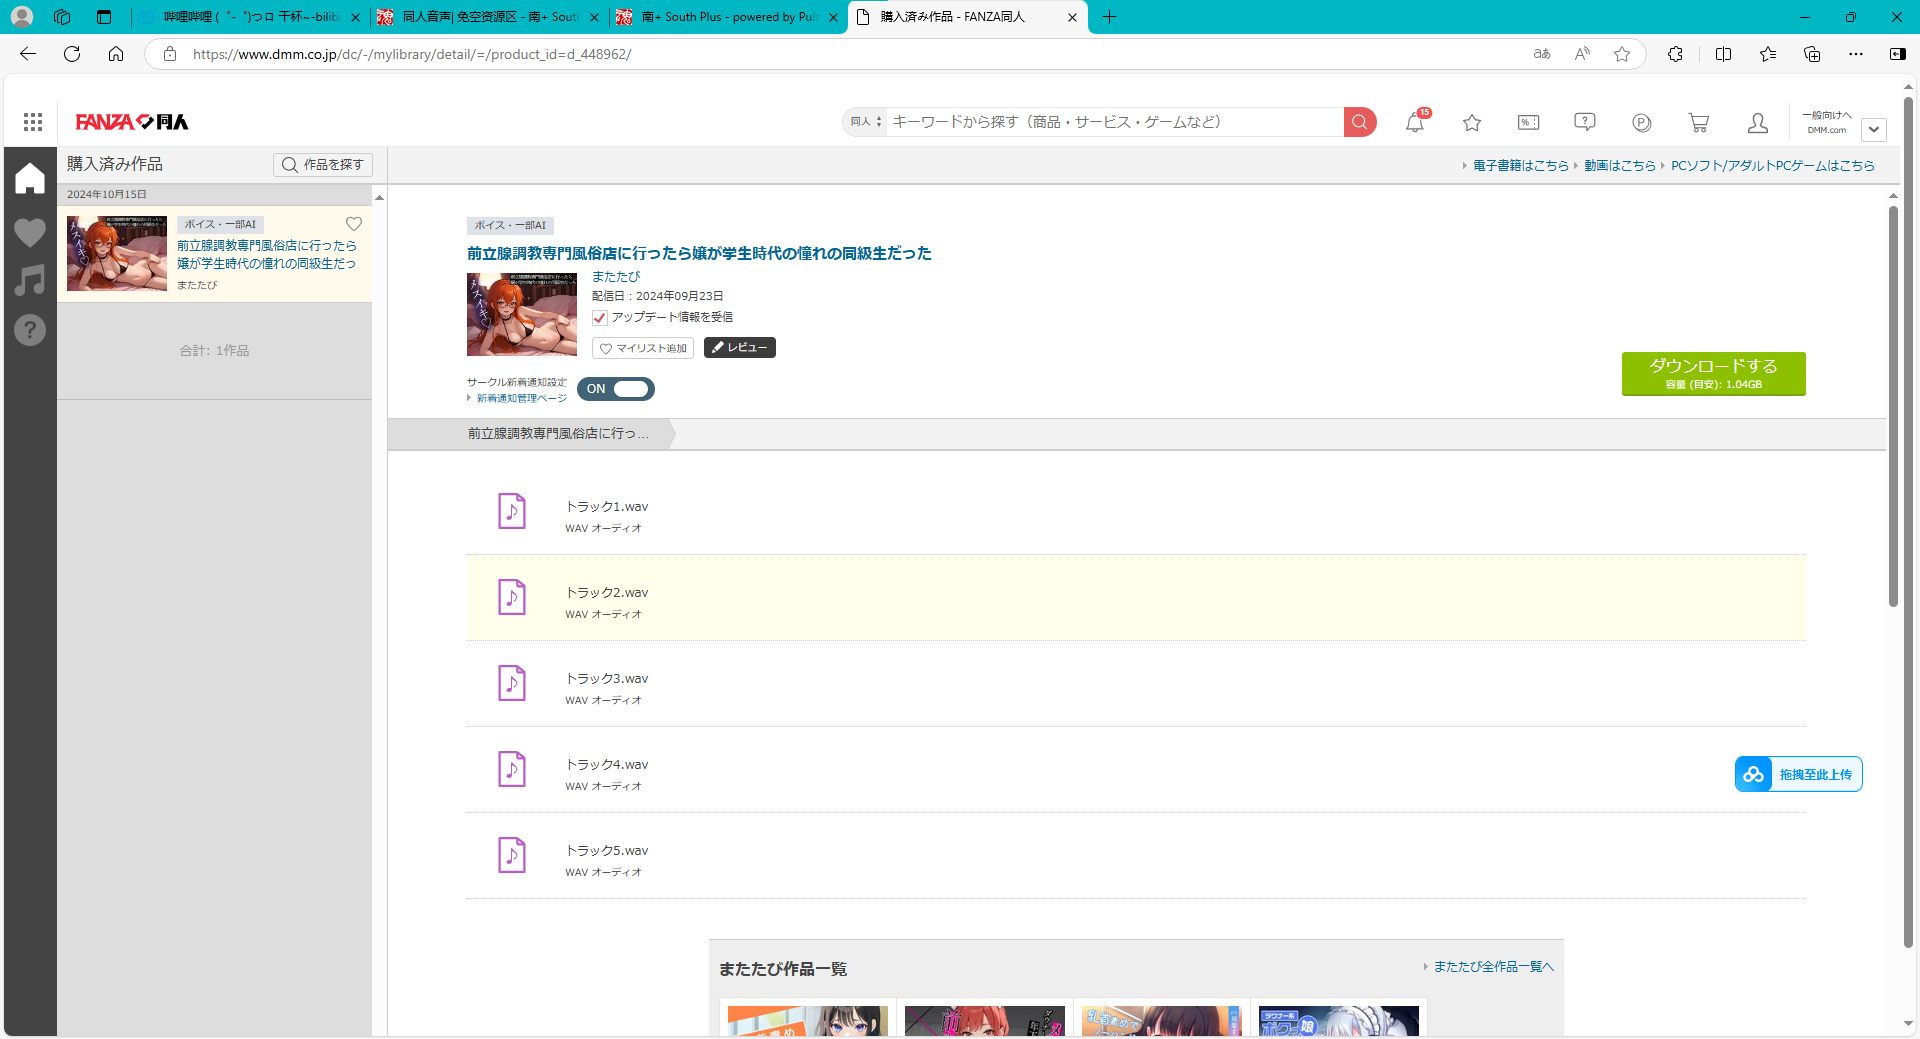 哔哩哔哩 (゜-゜)つロ 干杯~-bilibi
同人音声| 免空资源区 - 南+ South
南+ South Plus - powered by Pu!m
購入済み作品 - FANZA同人
https://www.dmm.co.jp/dc/-/mylibrary/detail/=/product_id=d_448962/
FANZA 同人
同人
キーワードから探す（商品・サービス・ゲームなど）
15
一般向けへ
DMM.com
購入済み作品
作品を探す
電子書籍はこちら
動画はこちら
PCソフト/アダルトPCゲームはこちら
2024年10月15日
ボイス・一部AI
前立腺調教専門風俗店に行ったら
嬢が学生時代の憧れの同級生だっ
またたび
合計: 1作品
ボイス・一部AI
前立腺調教専門風俗店に行ったら嬢が学生時代の憧れの同級生だった
メスイキ♡
またたび
配信日：2024年09月23日
アップデート情報を受信
マイリスト追加
レビュー
サークル新着通知設定
新着通知管理ページ
ON
ダウンロードする
容量 (目安): 1.04GB
前立腺調教専門風俗店に行っ...
トラック1.wav
WAV オーディオ
トラック2.wav
WAV オーディオ
トラック3.wav
WAV オーディオ
トラック4.wav
WAV オーディオ
トラック5.wav
WAV オーディオ
拖拽至此上传
またたび作品一覧
またたび全作品一覧へ